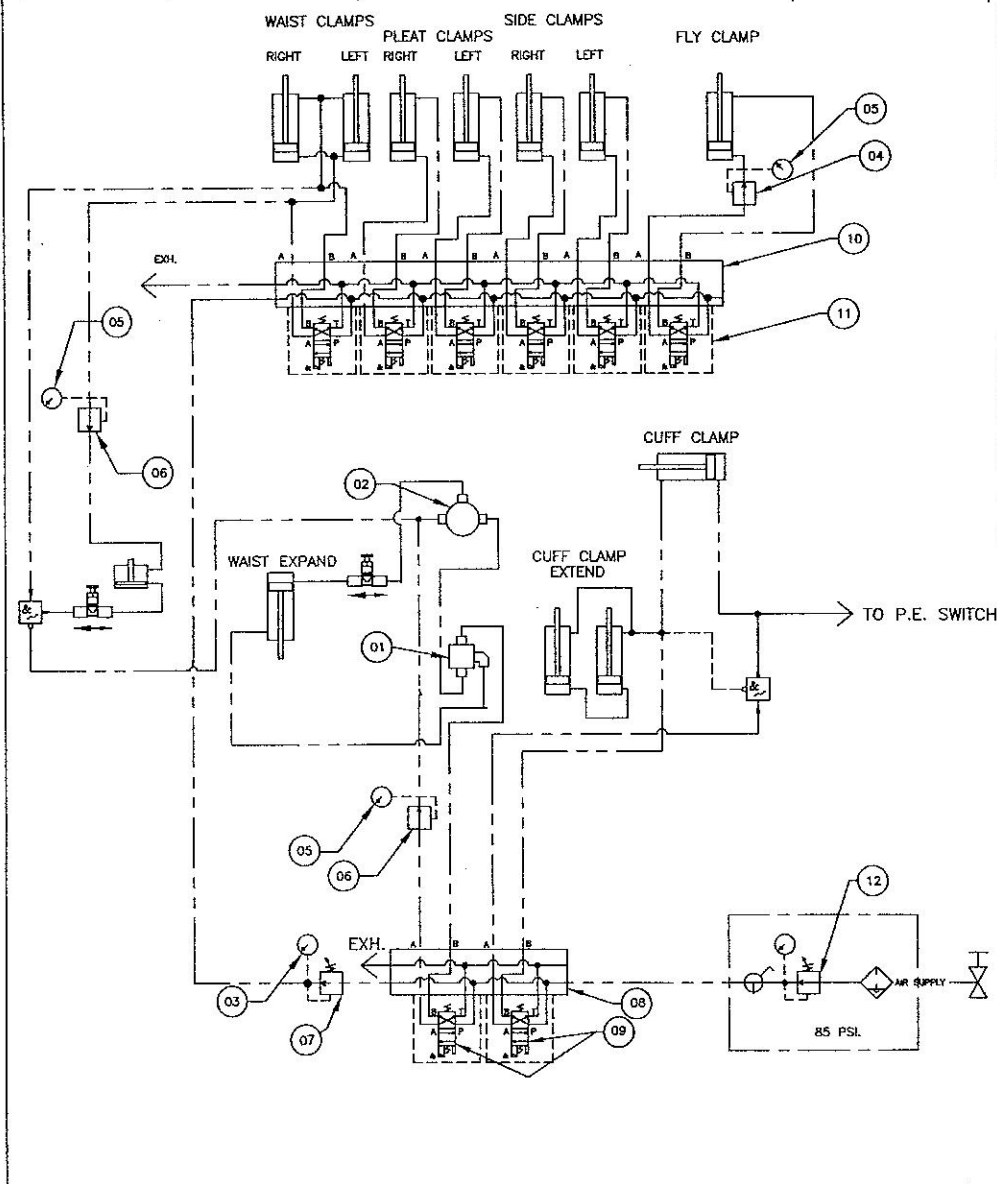 WAIST CLAMPS
SIDE CLAMPS
PLEAT CLAMPS
FLY CLAMP
RIGHT LEFT RIGHT LEFT RIGHT LEFT
05
04
10
A B A B A B A B A B A B
EXH.
B T B T B T B T B T B T
A P A P A P A P A P A P
& & & & & &
11
05
06
CUFF CLAMP
02
WAIST EXPAND
CUFF CLAMP
EXTEND
&
TO P.E. SWITCH
01
&
05
06
12
EXH.
A B A B
03
07
08
AIR SUPPLY
B T B T
A P A P
& &
09
85 PSI.